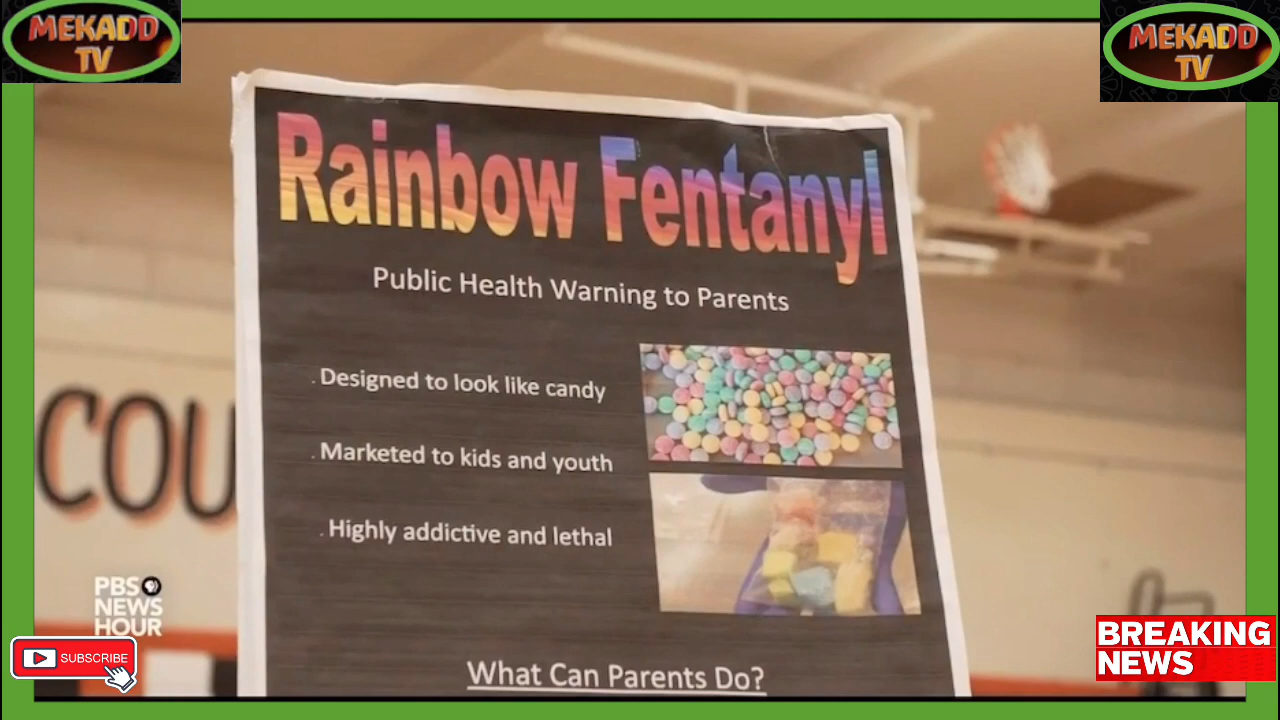 MEKADD
TV
MEKADD
TV
Rainbow Fentanyl
Public Health Warning to Parents
. Designed to look like candy
. Marketed to kids and youth
. Highly addictive and lethal
What Can Parents Do?
COU
PBS
NEWS
HOUR
SUBSCRIBE
BREAKING
NEWS